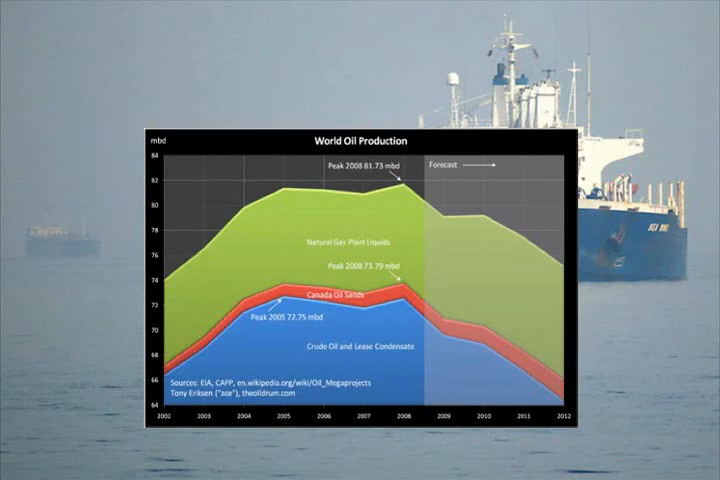 mbd
World Oil Production
84
Peak 2008 81.73 mbd
Forecast
82
80
78
Natural Gas Plant Liquids
76
Peak 2008 73.79 mbd
74
Canada Oil Sands
72
Peak 2005 72.75 mbd
70
Crude Oil and Lease Condensate
68
66
Sources: EIA, CAPP, en.wikipedia.org/wiki/Oil_Megaprojects
Tony Eriksen ("ace"), theoildrum.com
64
2002 2003 2004 2005 2006 2007 2008 2009 2010 2011 2012